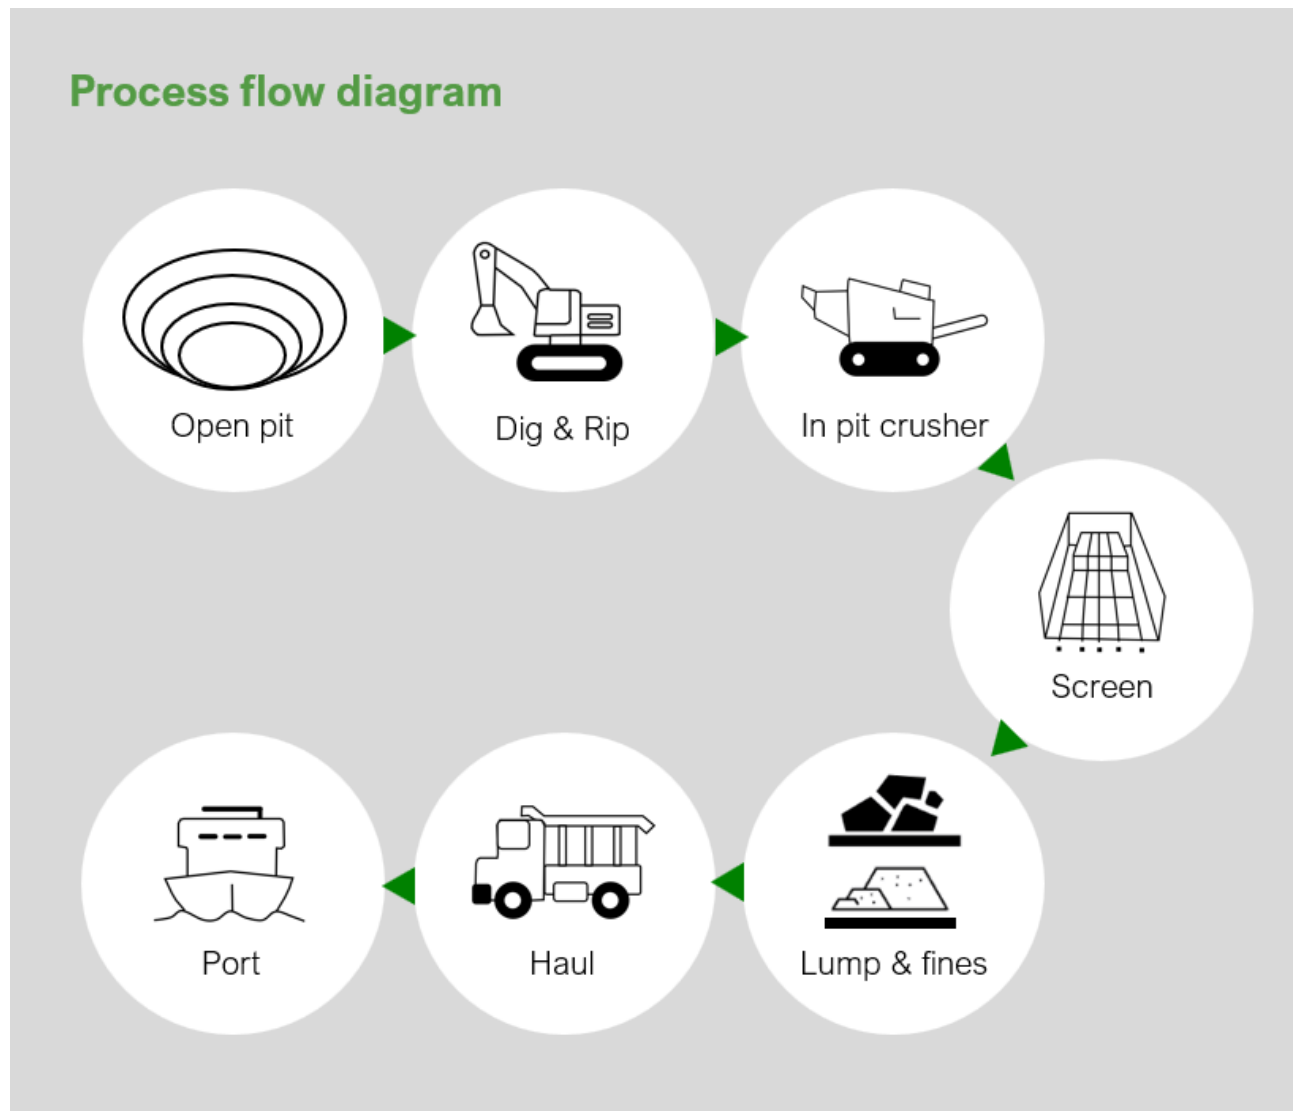 Process flow diagram
Open pit
Dig & Rip
In pit crusher
Screen
Lump & fines
Haul
Port